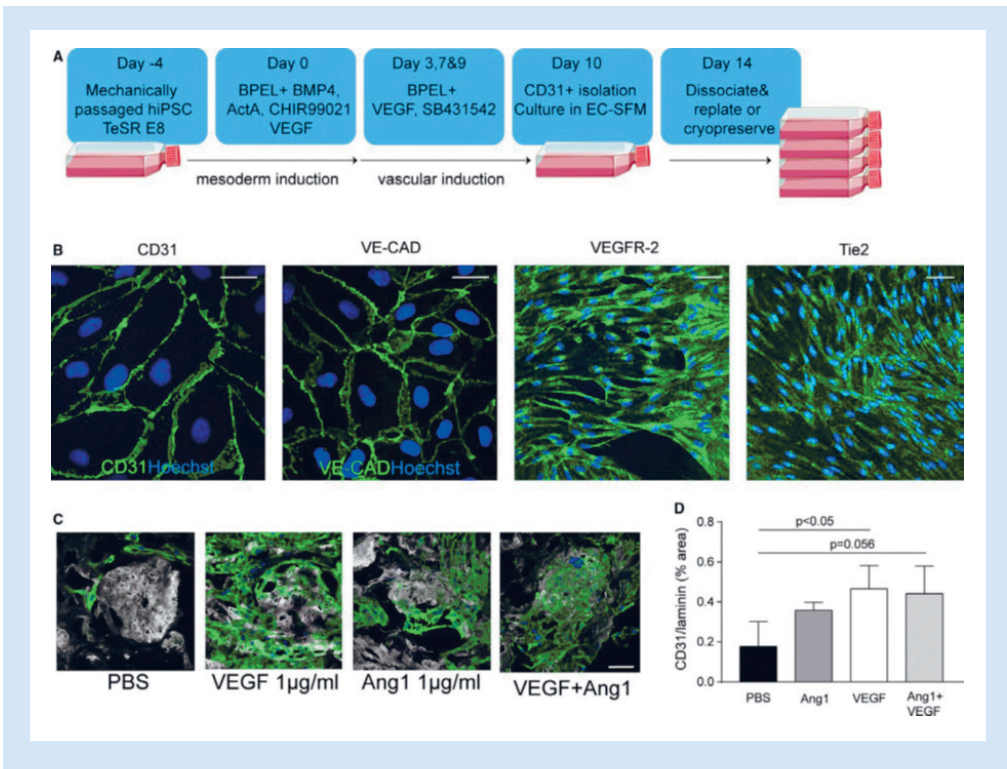 A
Day -4
Mechanically
passaged hiPSC
TeSR E8
Day 0
BPEL+ BMP4,
ActA, CHIR99021
VEGF
Day 3,7&9
BPEL+
VEGF, SB431542
Day 10
CD31+ isolation
Culture in EC-SFM
Day 14
Dissociate&
replate or
cryopreserve
mesoderm induction
vascular induction
B
CD31
VE-CAD
VEGFR-2
Tie2
CD31Hoechst
VE-CADHoechst
C
PBS
VEGF 1µg/ml
Ang1 1µg/ml
VEGF+Ang1
D
CD31/laminin (% area)
0.8
0.6
0.4
0.2
0.0
p<0.05
p=0.056
PBS
Ang1
VEGF
Ang1+
VEGF